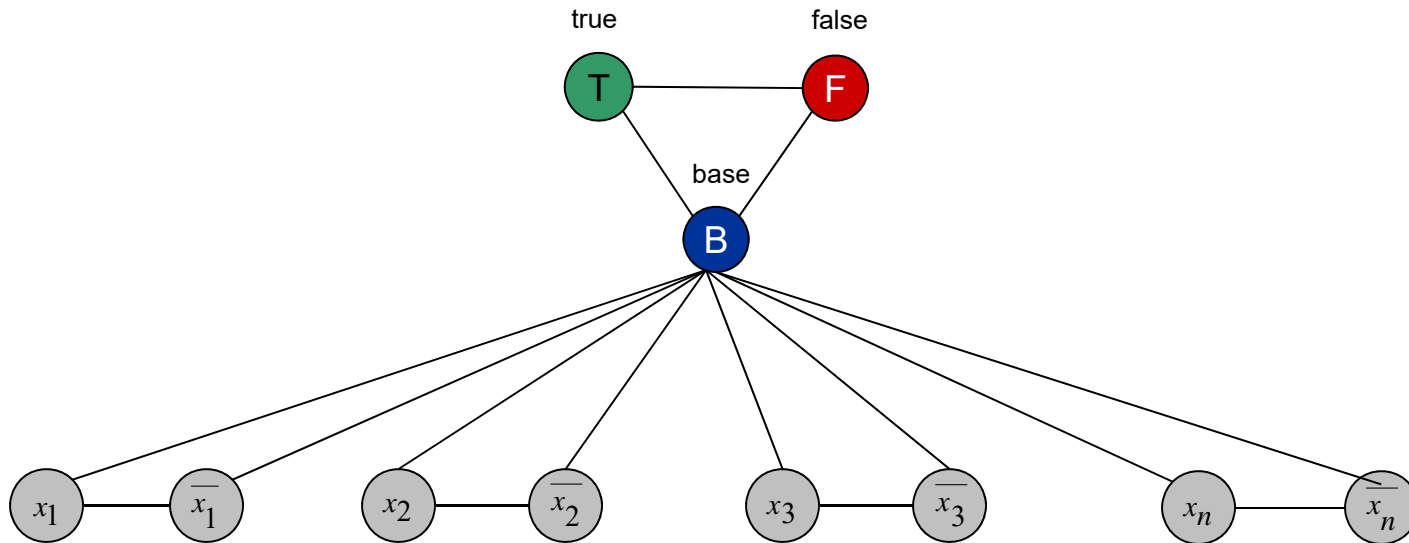 true false
T F
base
B
x₁ x̅₁ x₂ x̅₂ x₃ x̅₃ xₙ x̅ₙ